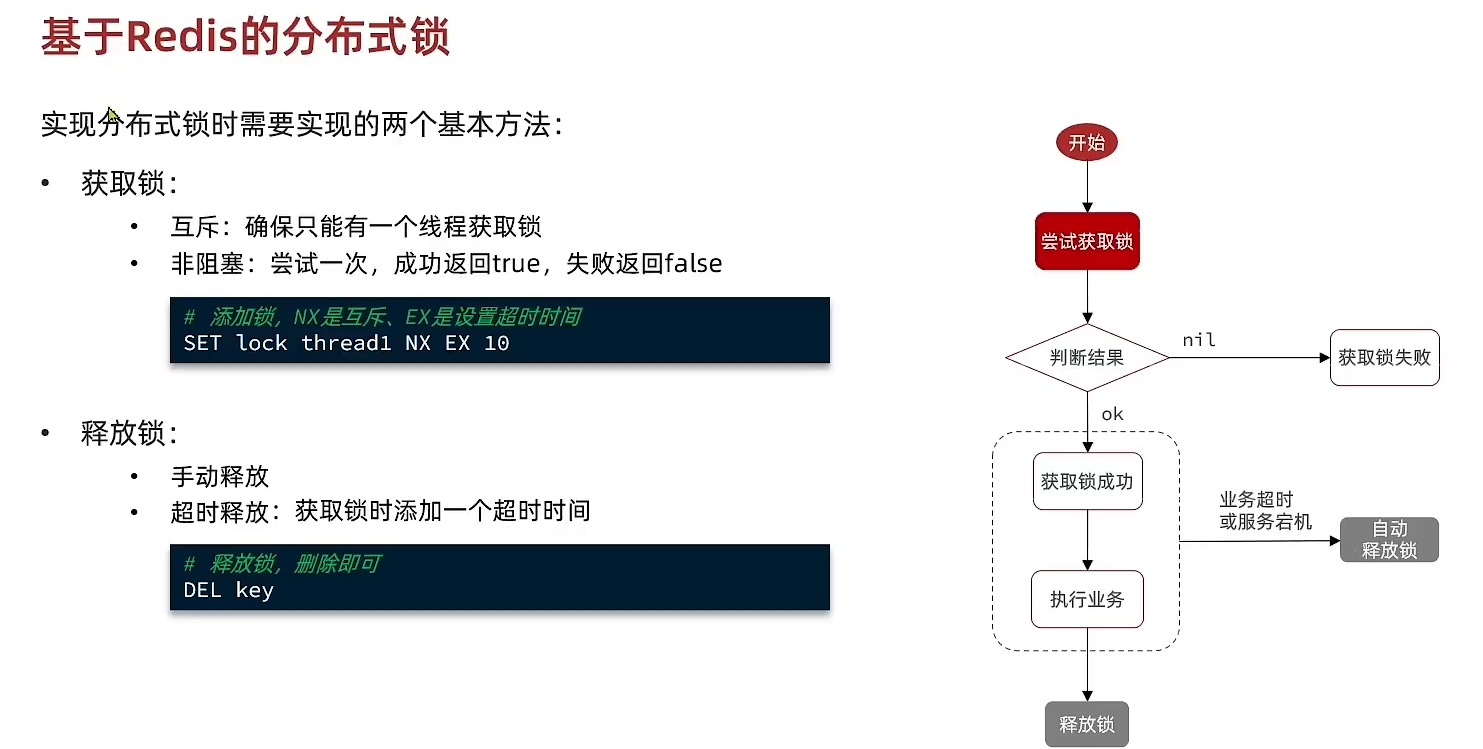 基于Redis的分布式锁
实现分布式锁时需要实现的两个基本方法：
• 获取锁：
• 互斥：确保只能有一个线程获取锁
• 非阻塞：尝试一次，成功返回true，失败返回false
# 添加锁，NX是互斥、EX是设置超时时间
SET lock thread1 NX EX 10
• 释放锁：
• 手动释放
• 超时释放：获取锁时添加一个超时时间
# 释放锁，删除即可
DEL key
开始
尝试获取锁
判断结果
nil
获取锁失败
ok
获取锁成功
业务超时
或服务宕机
自动
释放锁
执行业务
释放锁